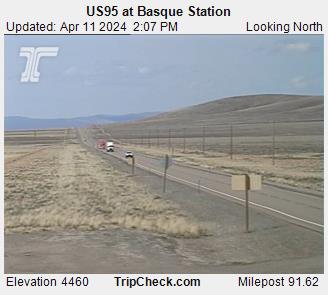 US95 at Basque Station
Updated: Apr 11 2024 2:07 PM
Looking North
Elevation 4460
TripCheck.com
Milepost 91.62